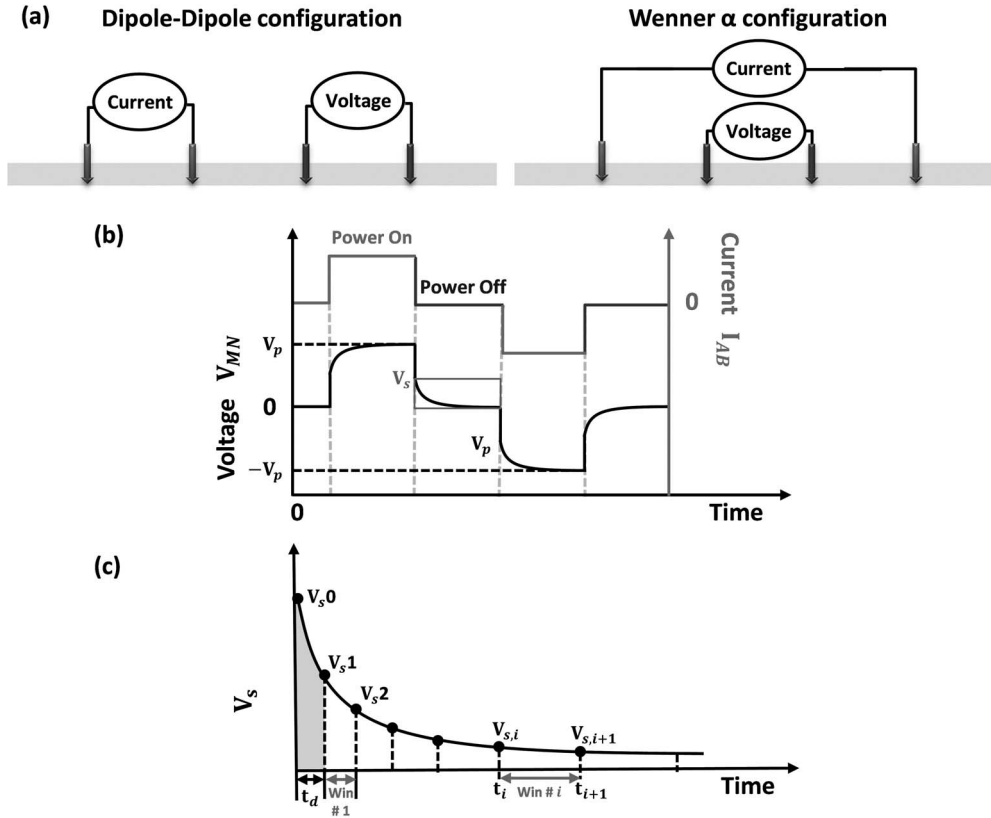 (a)
Dipole-Dipole configuration
Wenner α configuration
Current
Voltage
Current
Voltage
(b)
Power On
Power Off
0
Current I_AB
V_p
V_s
0
V_p
−V_p
Voltage V_MN
0
Time
(c)
V_s0
V_s1
V_s2
V_s,i
V_s,i+1
V_s
t_d
Win
# 1
t_i
Win # i
t_i+1
Time